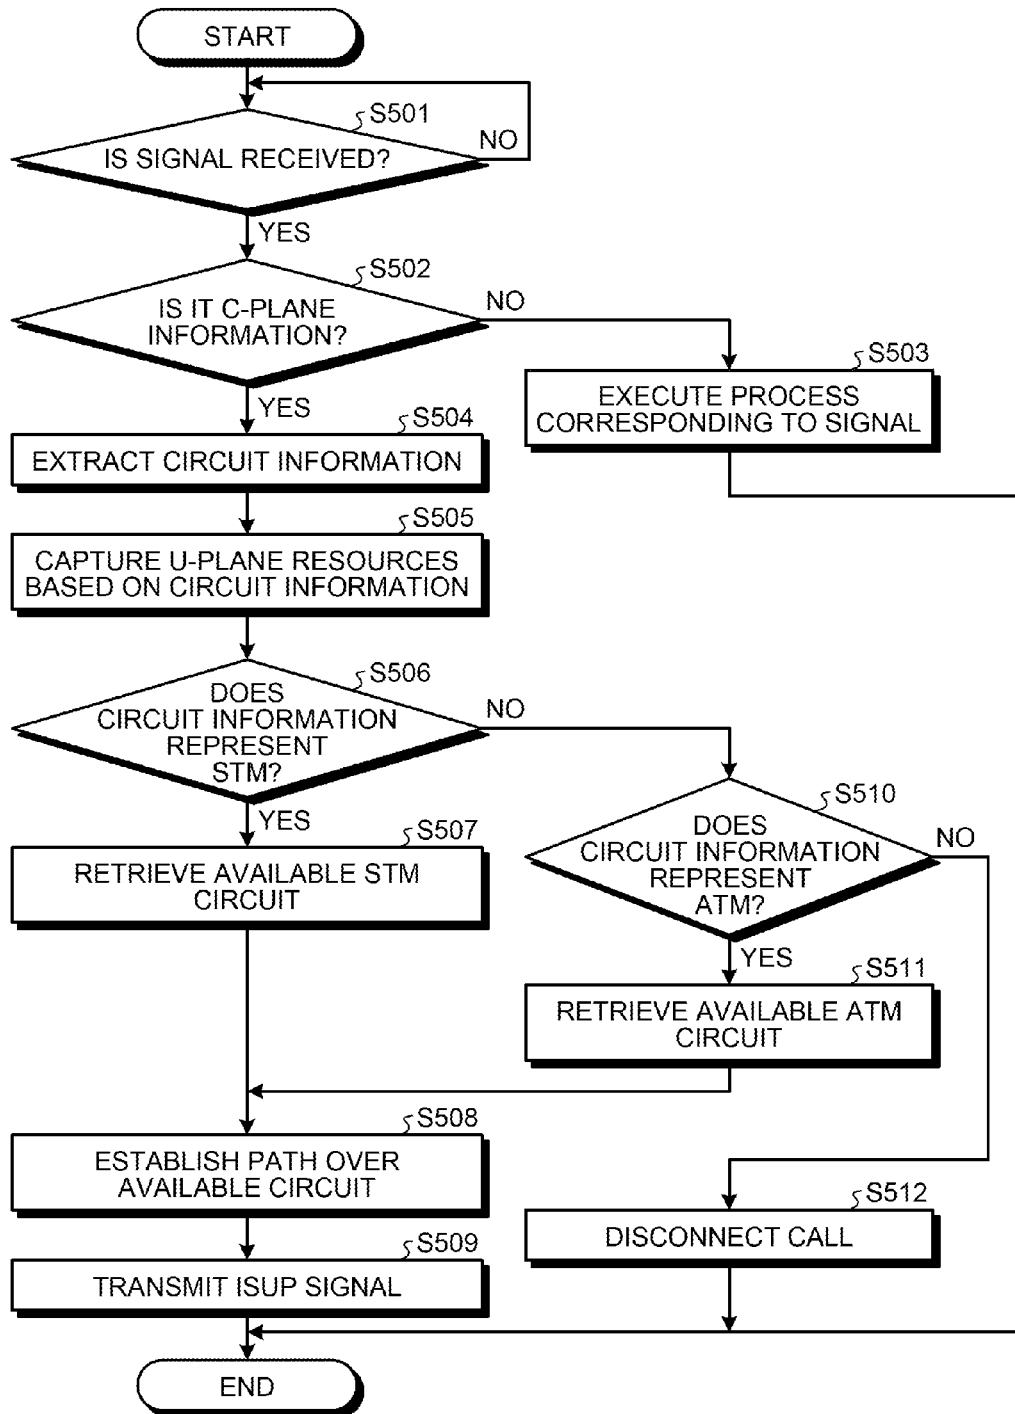 START
S501
NO
IS SIGNAL RECEIVED?
YES
S502
NO
IS IT C-PLANE
INFORMATION?
S503
EXECUTE PROCESS
CORRESPONDING TO SIGNAL
YES
S504
EXTRACT CIRCUIT INFORMATION
S505
CAPTURE U-PLANE RESOURCES
BASED ON CIRCUIT INFORMATION
S506
NO
DOES
CIRCUIT INFORMATION
REPRESENT
STM?
YES
S507
RETRIEVE AVAILABLE STM
CIRCUIT
S510
NO
DOES
CIRCUIT INFORMATION
REPRESENT
ATM?
YES
S511
RETRIEVE AVAILABLE ATM
CIRCUIT
S508
ESTABLISH PATH OVER
AVAILABLE CIRCUIT
S512
DISCONNECT CALL
S509
TRANSMIT ISUP SIGNAL
END